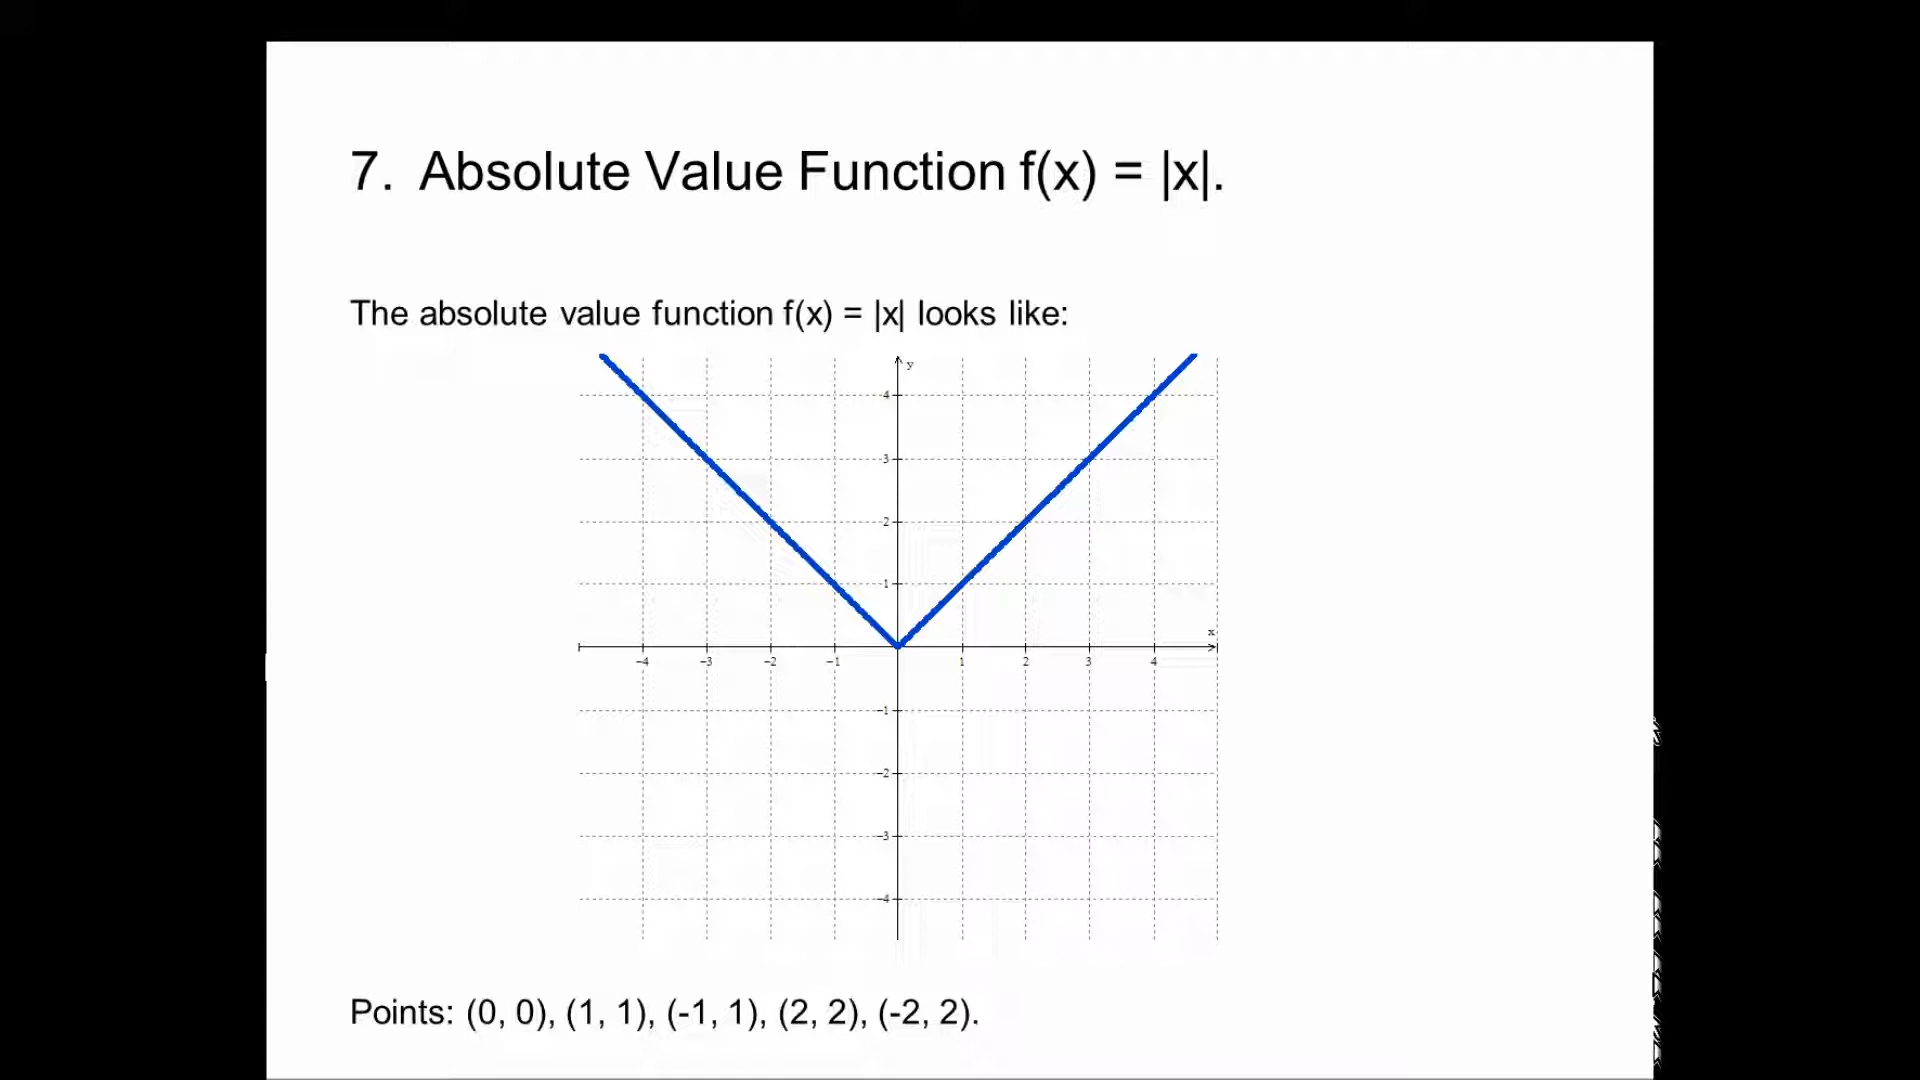 7. Absolute Value Function f(x) = |x|.
The absolute value function f(x) = |x| looks like:
y
4
3
2
1
x
-4 -3 -2 -1 1 2 3 4
-1
-2
-3
-4
Points: (0, 0), (1, 1), (-1, 1), (2, 2), (-2, 2).